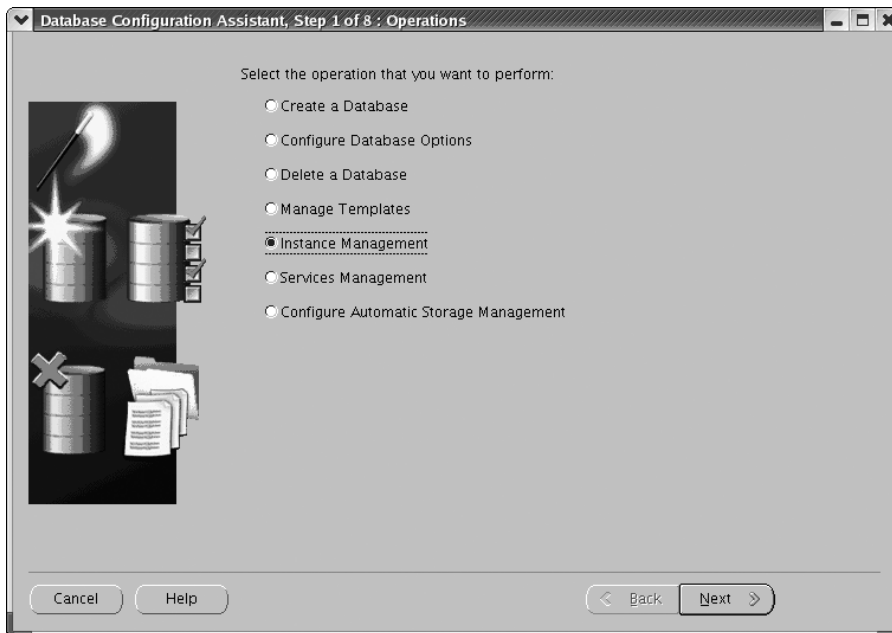 Database Configuration Assistant, Step 1 of 8 : Operations
Select the operation that you want to perform:
Create a Database
Configure Database Options
Delete a Database
Manage Templates
Instance Management
Services Management
Configure Automatic Storage Management
Cancel
Help
Back
Next